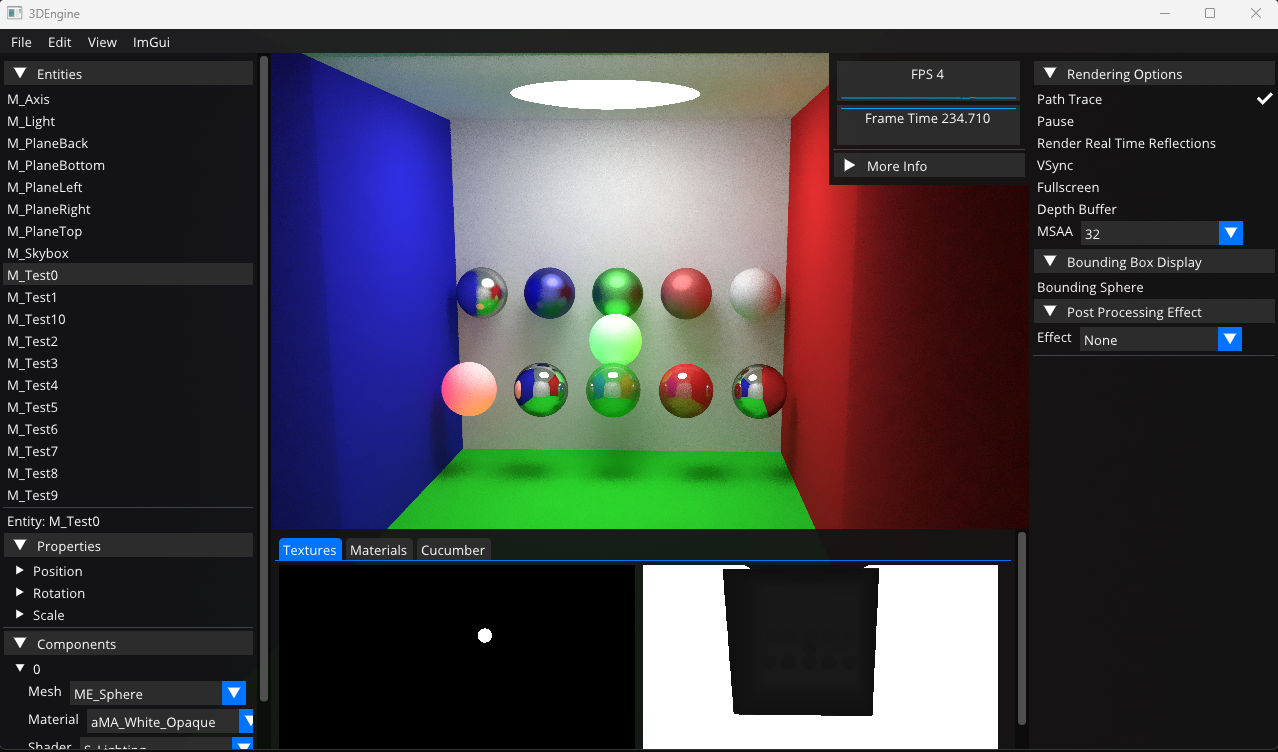 3DEngine
File Edit View ImGui
Entities
M_Axis
M_Light
M_PlaneBack
M_PlaneBottom
M_PlaneLeft
M_PlaneRight
M_PlaneTop
M_Skybox
M_Test0
M_Test1
M_Test10
M_Test2
M_Test3
M_Test4
M_Test5
M_Test6
M_Test7
M_Test8
M_Test9
Entity: M_Test0
Properties
Position
Rotation
Scale
Components
0
Mesh ME_Sphere
Material aMA_White_Opaque
Shader S_Lighting
FPS 4
Frame Time 234.710
More Info
Textures Materials Cucumber
Rendering Options
Path Trace
Pause
Render Real Time Reflections
VSync
Fullscreen
Depth Buffer
MSAA 32
Bounding Box Display
Bounding Sphere
Post Processing Effect
Effect None